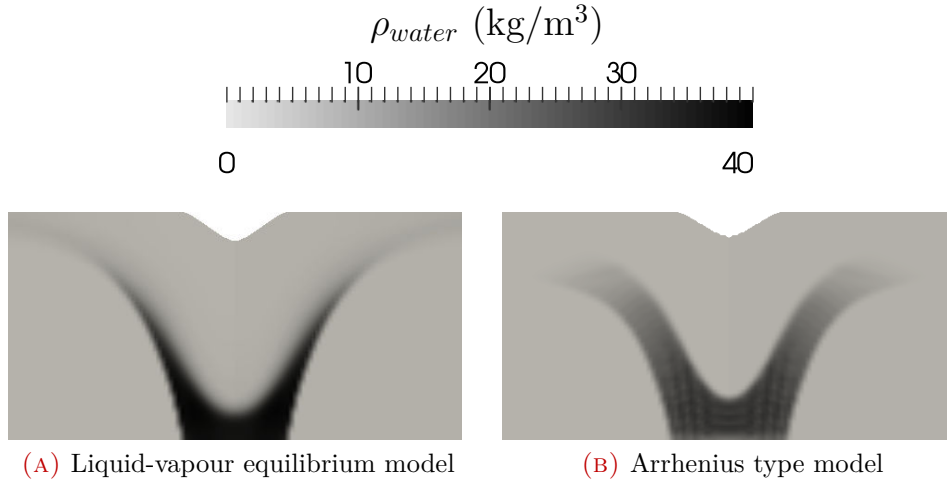 ρ_water (kg/m³)
10 20 30
0 40
(A) Liquid-vapour equilibrium model
(B) Arrhenius type model